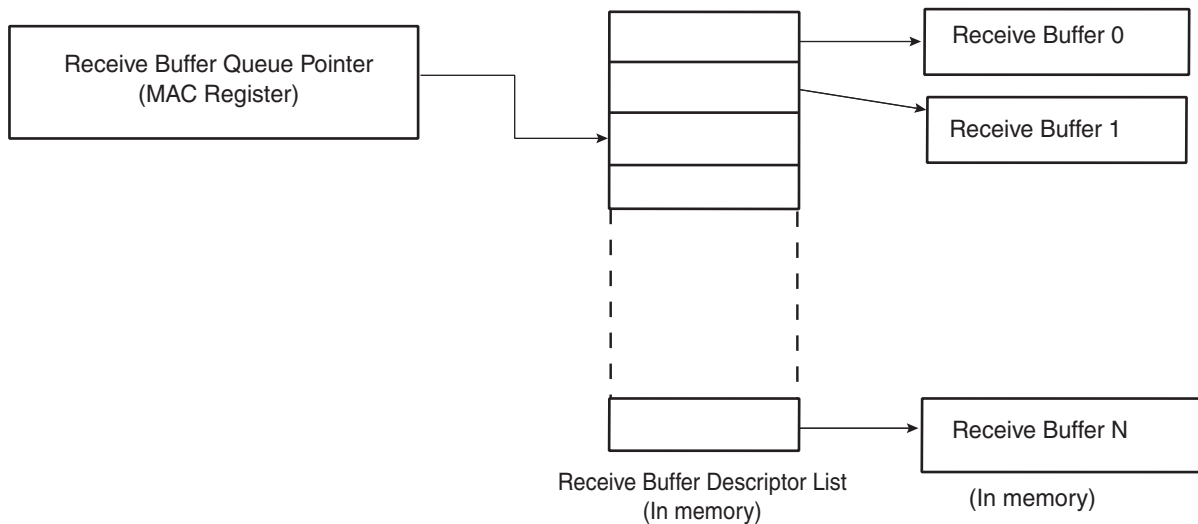 Receive Buffer Queue Pointer
(MAC Register)
Receive Buffer 0
Receive Buffer 1
Receive Buffer N
Receive Buffer Descriptor List
(In memory)
(In memory)